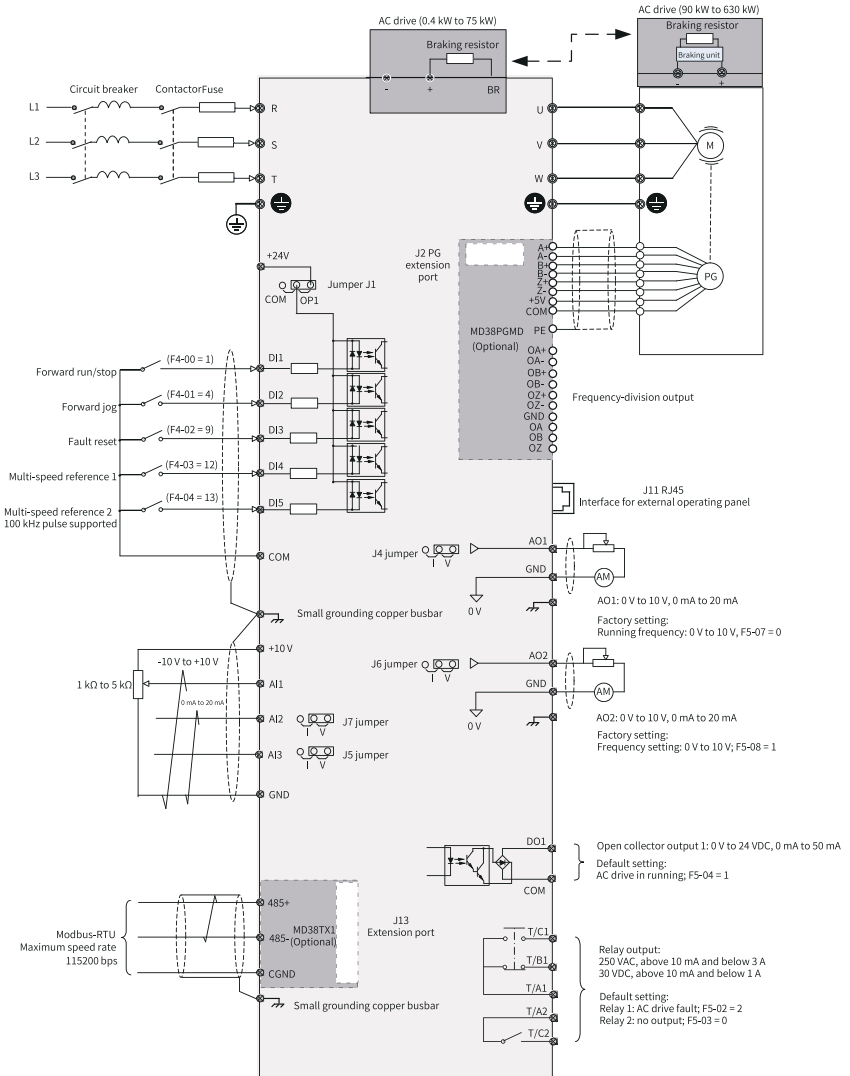 AC drive (0.4 kW to 75 kW)
AC drive (90 kW to 630 kW)
Braking resistor
Braking resistor
Braking unit
- + BR
- +
Circuit breaker
ContactorFuse
L1
R
L2
S
L3
T
U
V
W
M
+24V
COM OP1
Jumper J1
J2 PG
extension
port
MD38PGMD
(Optional)
A+
A-
B+
B-
Z+
Z-
+5V
COM
PE
PG
OA+
OA-
OB+
OB-
OZ+
OZ-
GND
OA
OB
OZ
Frequency-division output
Forward run/stop
(F4-00 = 1)
DI1
Forward jog
(F4-01 = 4)
DI2
Fault reset
(F4-02 = 9)
DI3
Multi-speed reference 1
(F4-03 = 12)
DI4
Multi-speed reference 2
100 kHz pulse supported
(F4-04 = 13)
DI5
COM
J11 RJ45
Interface for external operating panel
J4 jumper
I V
AO1
GND
0 V
AM
AO1: 0 V to 10 V, 0 mA to 20 mA
Factory setting:
Running frequency: 0 V to 10 V, F5-07 = 0
Small grounding copper busbar
+10 V
-10 V to +10 V
1 kΩ to 5 kΩ
AI1
0 mA to 20 mA
AI2
I V
J7 jumper
AI3
I V
J5 jumper
GND
J6 jumper
I V
AO2
GND
0 V
AM
AO2: 0 V to 10 V, 0 mA to 20 mA
Factory setting:
Frequency setting: 0 V to 10 V; F5-08 = 1
DO1
COM
Open collector output 1: 0 V to 24 VDC, 0 mA to 50 mA
Default setting:
AC drive in running; F5-04 = 1
Modbus-RTU
Maximum speed rate
115200 bps
485+
485-
CGND
MD38TX1
(Optional)
J13
Extension port
Small grounding copper busbar
T/C1
T/B1
T/A1
T/A2
T/C2
Relay output:
250 VAC, above 10 mA and below 3 A
30 VDC, above 10 mA and below 1 A
Default setting:
Relay 1: AC drive fault; F5-02 = 2
Relay 2: no output; F5-03 = 0